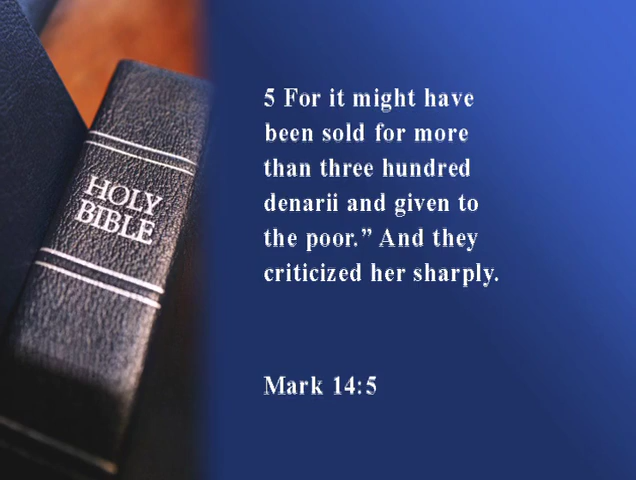 HOLY
BIBLE
5 For it might have
been sold for more
than three hundred
denarii and given to
the poor.” And they
criticized her sharply.
Mark 14:5